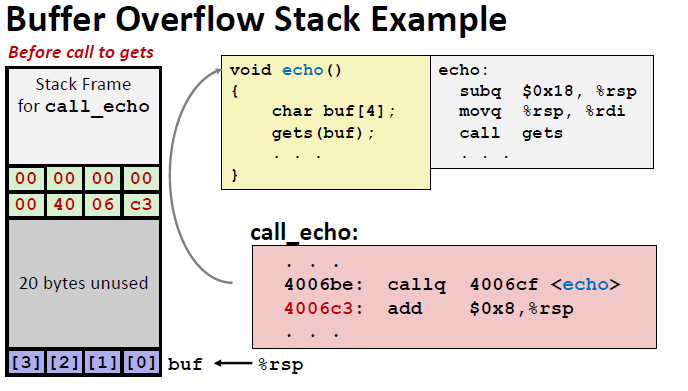 Buffer Overflow Stack Example
Before call to gets
Stack Frame
for call_echo
00 00 00 00
00 40 06 c3
20 bytes unused
[3] [2] [1] [0] buf %rsp
void echo()
{
char buf[4];
gets(buf);
. . .
}
echo:
subq $0x18, %rsp
movq %rsp, %rdi
call gets
. . .
call_echo:
. . .
4006be: callq 4006cf <echo>
4006c3: add $0x8,%rsp
. . .